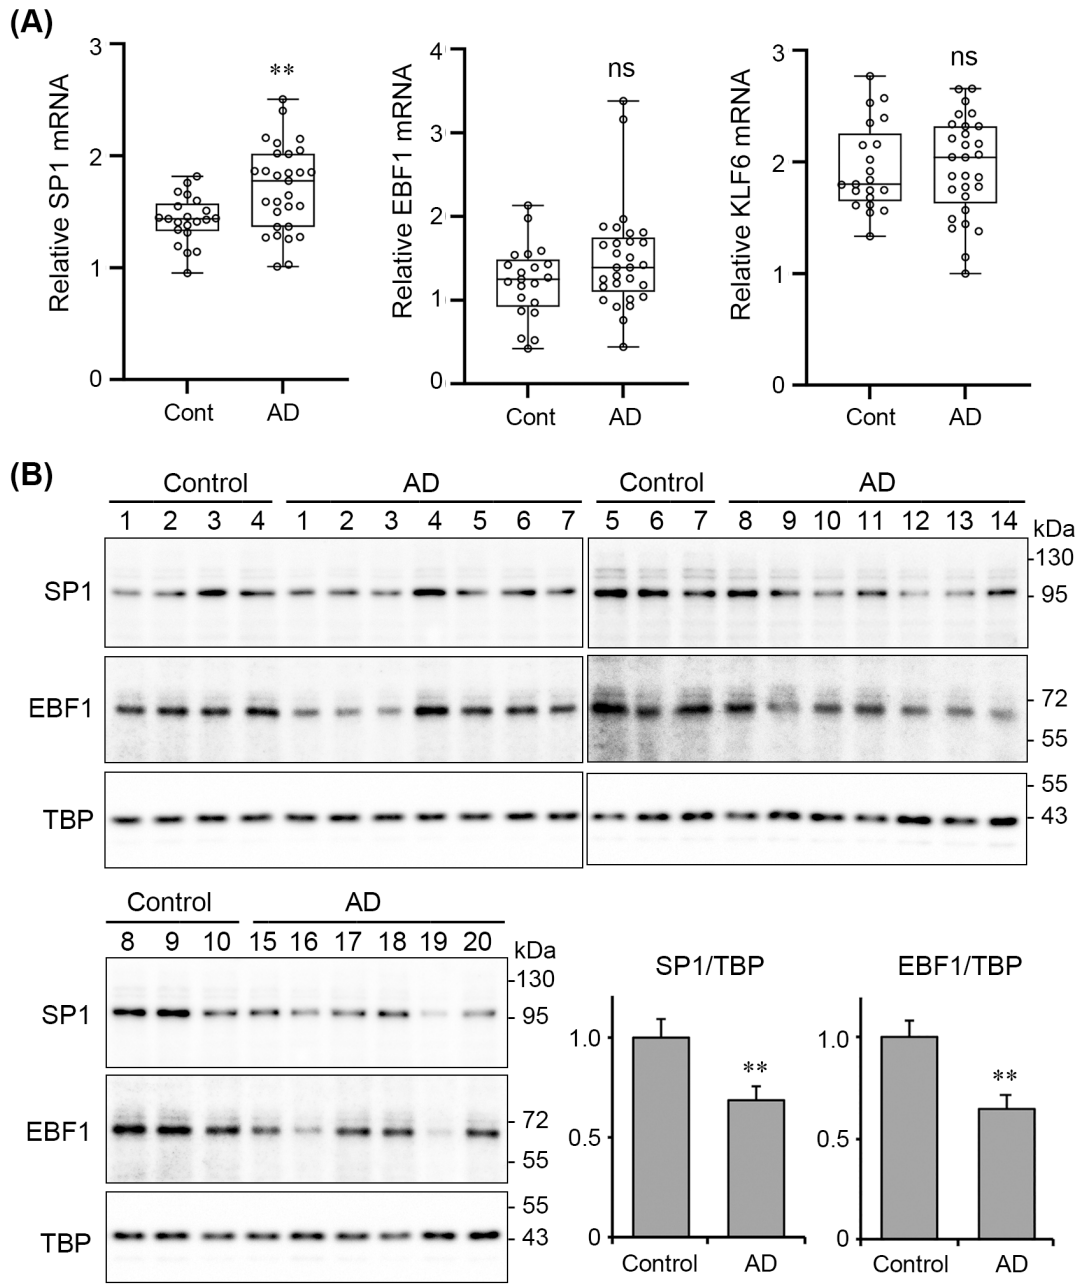 (A)
3
2
1
0
Relative SP1 mRNA
**
Cont AD
4
3
2
1
0
Relative EBF1 mRNA
ns
Cont AD
3
2
1
0
Relative KLF6 mRNA
ns
Cont AD
(B)
Control AD Control AD
1 2 3 4 1 2 3 4 5 6 7 5 6 7 8 9 10 11 12 13 14 kDa
130
SP1 95
EBF1 72
55
55
TBP 43
Control AD
8 9 10 15 16 17 18 19 20 kDa
130
SP1 95
72
EBF1
55
55
TBP 43
SP1/TBP
1.0
0.5
0
**
Control AD
EBF1/TBP
1.0
0.5
0
**
Control AD